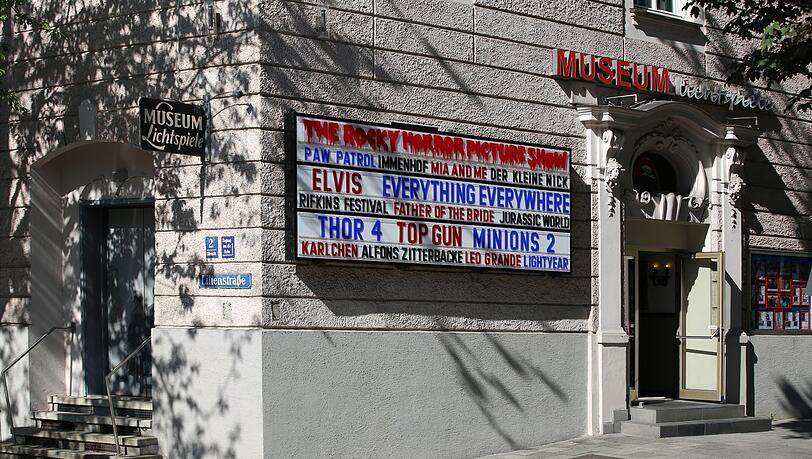 MUSEUM
Lichtspiele
MUSEUM Lichtspiele
THE ROCKY HORROR PICTURE SHOW
PAW PATROL IMMENHOF MIA AND ME DER KLEINE NICK
ELVIS EVERYTHING EVERYWHERE
RIFKINS FESTIVAL FATHER OF THE BRIDE JURASSIC WORLD
THOR 4 TOP GUN MINIONS 2
KARLCHEN ALFONS ZITTERBACKE LEO GRANDE LIGHTYEAR
2
Lilienstraße